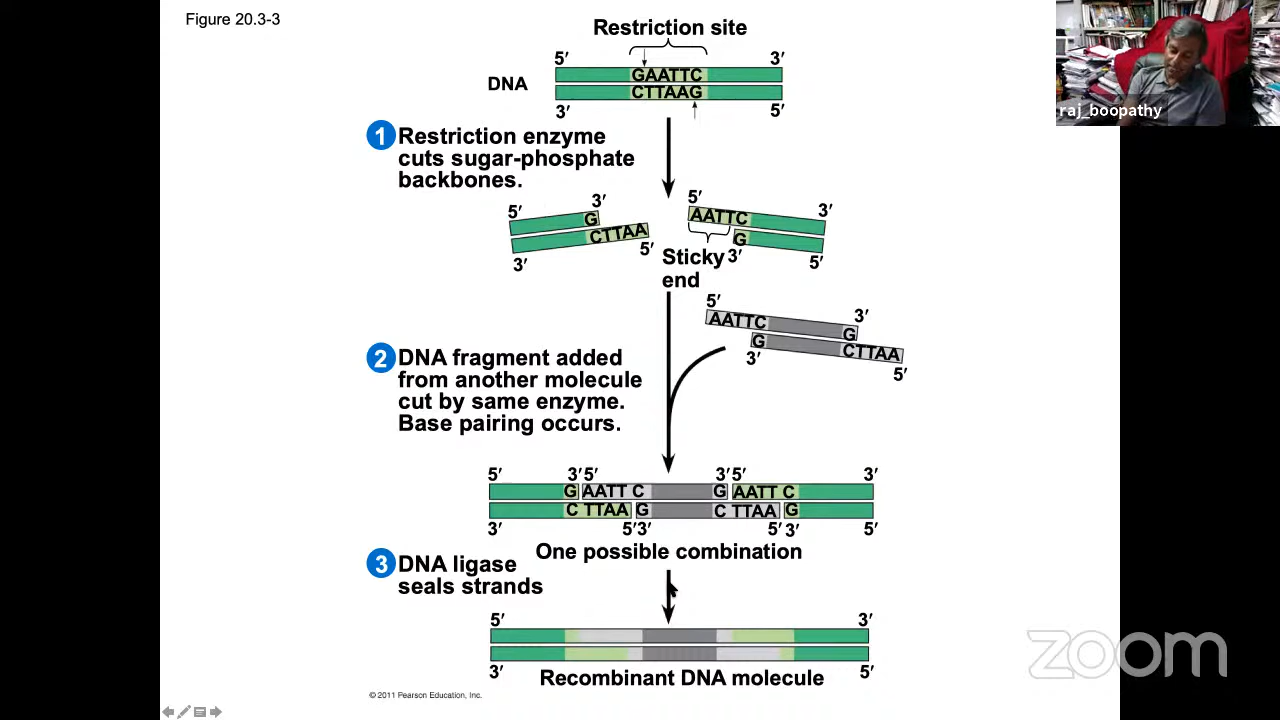 Figure 20.3-3
raj_boopathy
Restriction site
5′ 3′
DNA
GAATTC
CTTAAG
3′ 5′
1 Restriction enzyme
cuts sugar-phosphate
backbones.
5′ 3′ 5′ 3′
G AATTC
CTTAA G
3′ 5′ 3′ 5′
Sticky
end
5′ 3′
AATTC G
G CTTAA
3′ 5′
2 DNA fragment added
from another molecule
cut by same enzyme.
Base pairing occurs.
5′ 3′ 5′ 3′ 5′ 3′
G AATT C G AATT C
C TTAA G C TTAA G
3′ 5′ 3′ 5′ 3′ 5′
One possible combination
3 DNA ligase
seals strands
5′ 3′
3′ 5′
Recombinant DNA molecule
© 2011 Pearson Education, Inc.
zoom